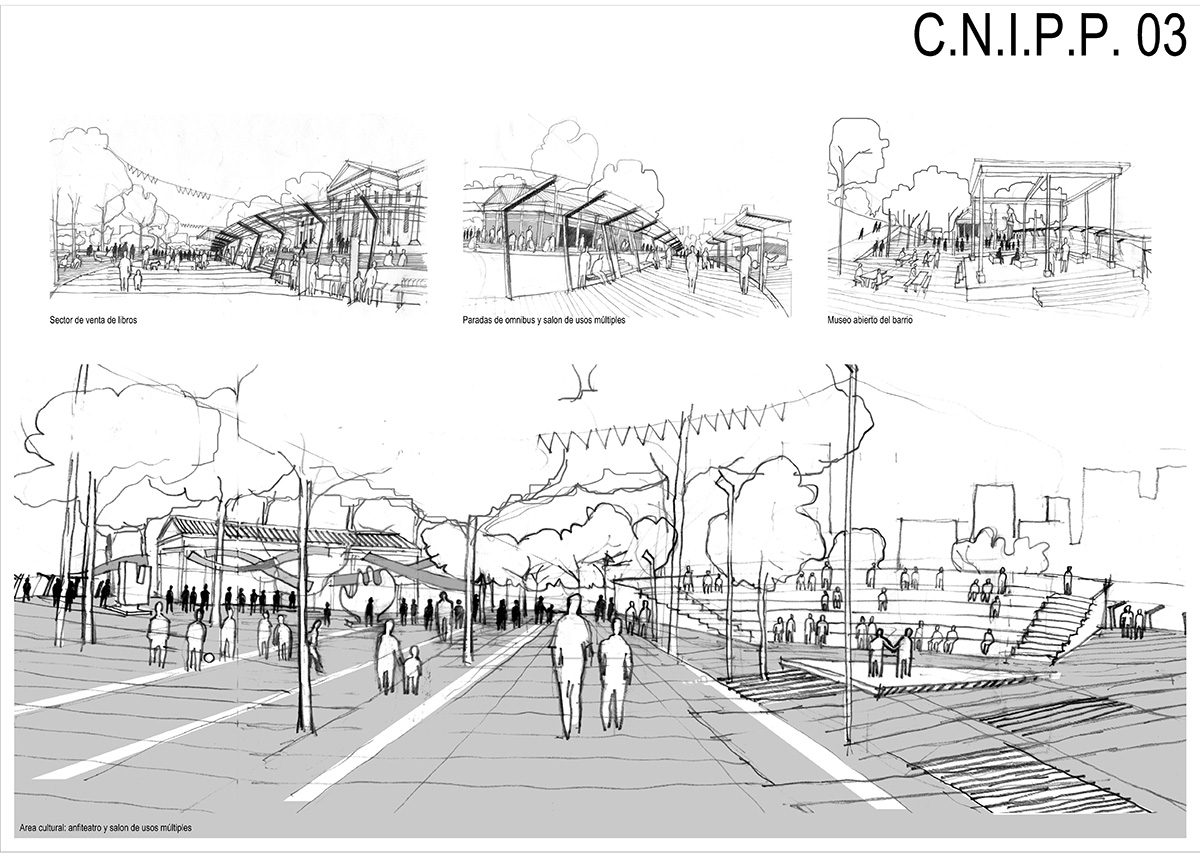 C.N.I.P.P. 03
Sector de venta de libros
Paradas de omnibus y salon de usos múltiples
Museo abierto del barrio
Area cultural: anfiteatro y salon de usos múltiples